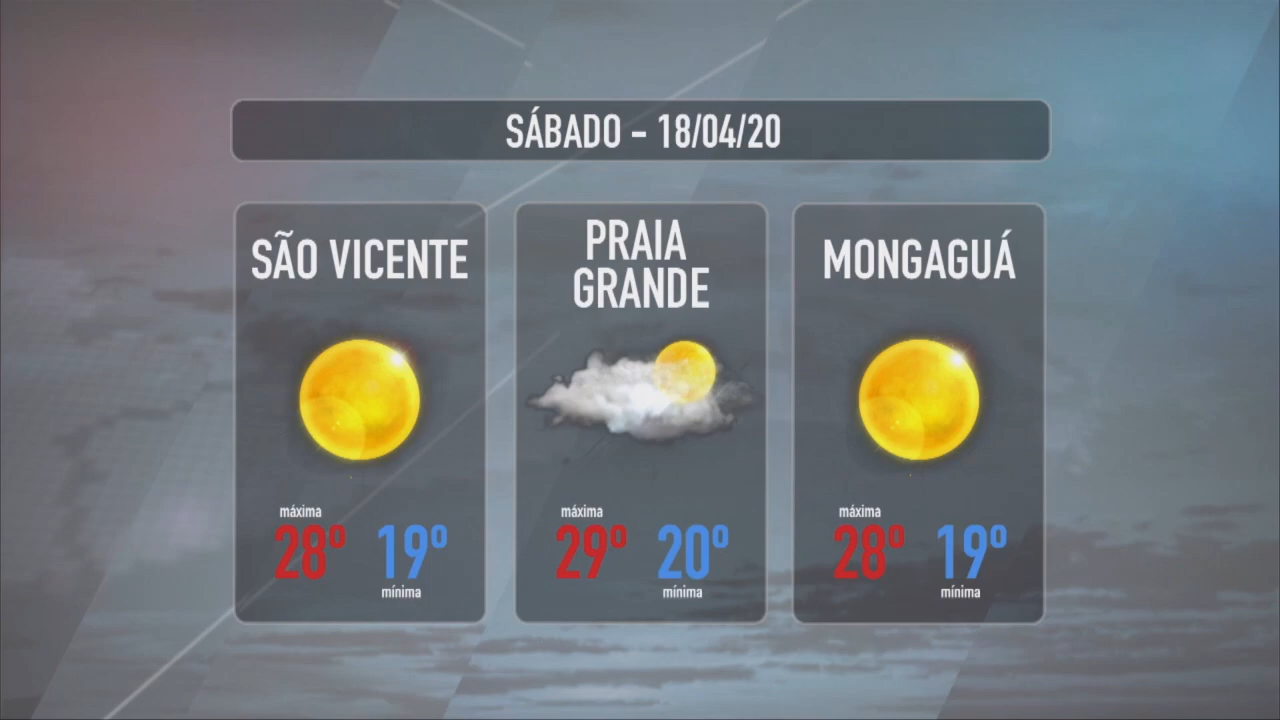 SÁBADO - 18/04/20
SÃO VICENTE
máxima
28º 19º
mínima
PRAIA
GRANDE
máxima
29º 20º
mínima
MONGAGUÁ
máxima
28º 19º
mínima